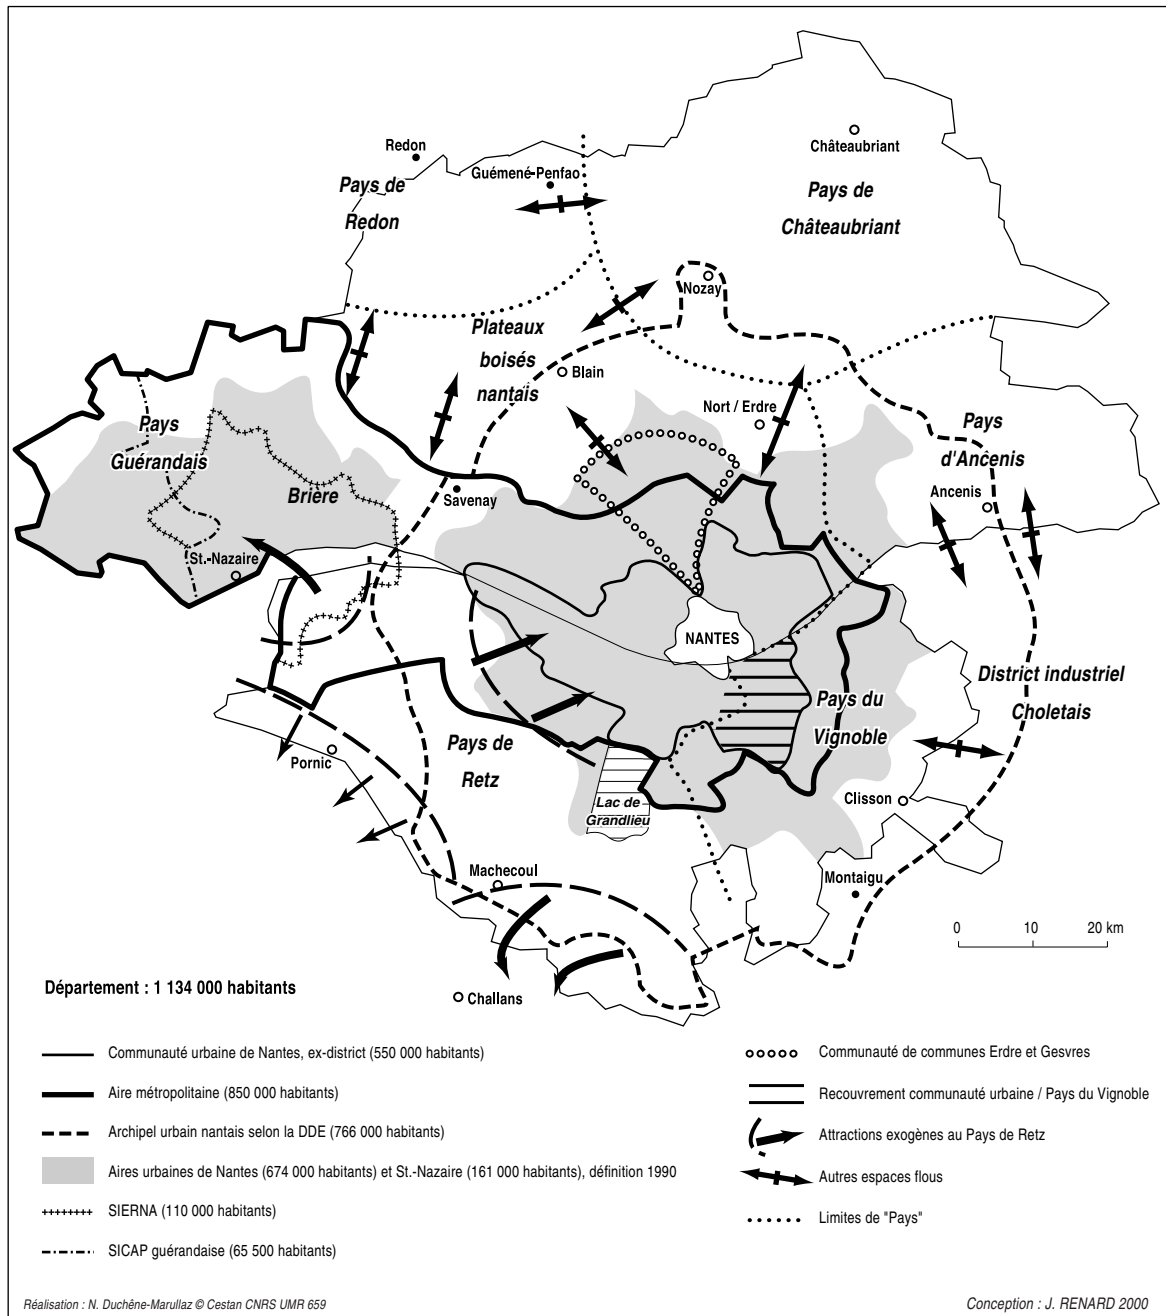 Redon
Guémené-Penfao
Châteaubriant
Pays de
Redon
Pays de
Châteaubriant
Nozay
Plateaux
boisés
nantais
Blain
Nort / Erdre
Pays
Guérandais
Brière
Savenay
Pays
d'Ancenis
Ancenis
St.-Nazaire
NANTES
District industriel
Choletais
Pays du
Vignoble
Pays de
Retz
Pornic
Lac de
Grandlieu
Clisson
Machecoul
Montaigu
Challans
0 10 20 km
Département : 1 134 000 habitants
Communauté urbaine de Nantes, ex-district (550 000 habitants)
Aire métropolitaine (850 000 habitants)
Archipel urbain nantais selon la DDE (766 000 habitants)
Aires urbaines de Nantes (674 000 habitants) et St.-Nazaire (161 000 habitants), définition 1990
SIERNA (110 000 habitants)
SICAP guérandaise (65 500 habitants)
Communauté de communes Erdre et Gesvres
Recouvrement communauté urbaine / Pays du Vignoble
Attractions exogènes au Pays de Retz
Autres espaces flous
Limites de "Pays"
Réalisation : N. Duchêne-Marullaz © Cestan CNRS UMR 659
Conception : J. RENARD 2000